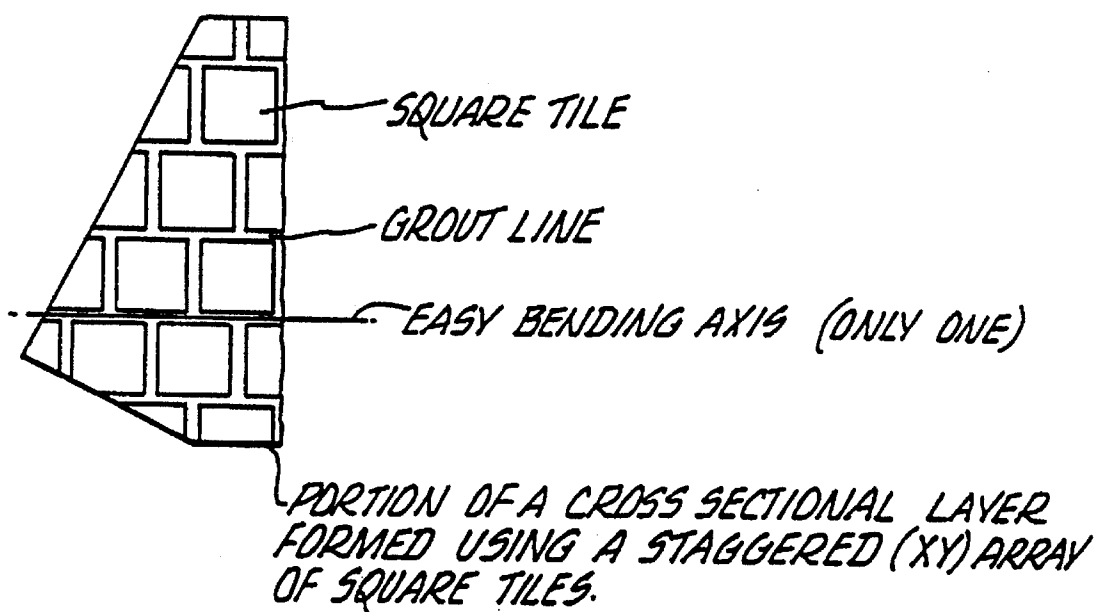 SQUARE TILE
GROUT LINE
EASY BENDING AXIS (ONLY ONE)
PORTION OF A CROSS SECTIONAL LAYER
FORMED USING A STAGGERED (XY) ARRAY
OF SQUARE TILES.